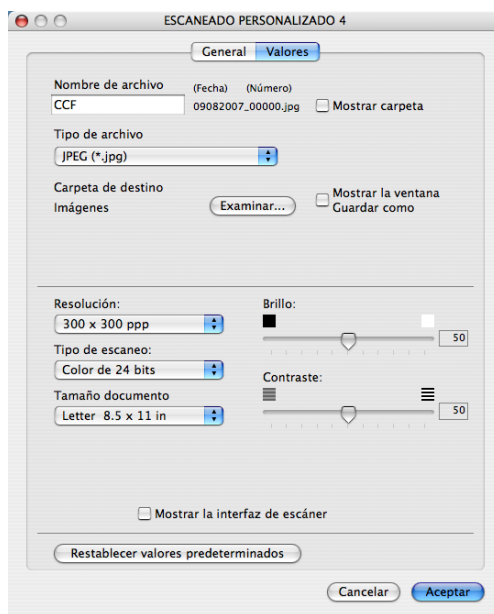 ESCANEADO PERSONALIZADO 4
General Valores
Nombre de archivo (Fecha) (Número)
CCF 09082007_00000.jpg Mostrar carpeta
Tipo de archivo
JPEG (*.jpg)
Carpeta de destino
Imágenes Examinar... Mostrar la ventana
Guardar como
Resolución: Brillo:
300 x 300 ppp 50
Tipo de escaneo:
Color de 24 bits Contraste:
Tamaño documento
Letter 8.5 x 11 in 50
Mostrar la interfaz de escáner
Restablecer valores predeterminados
Cancelar Aceptar